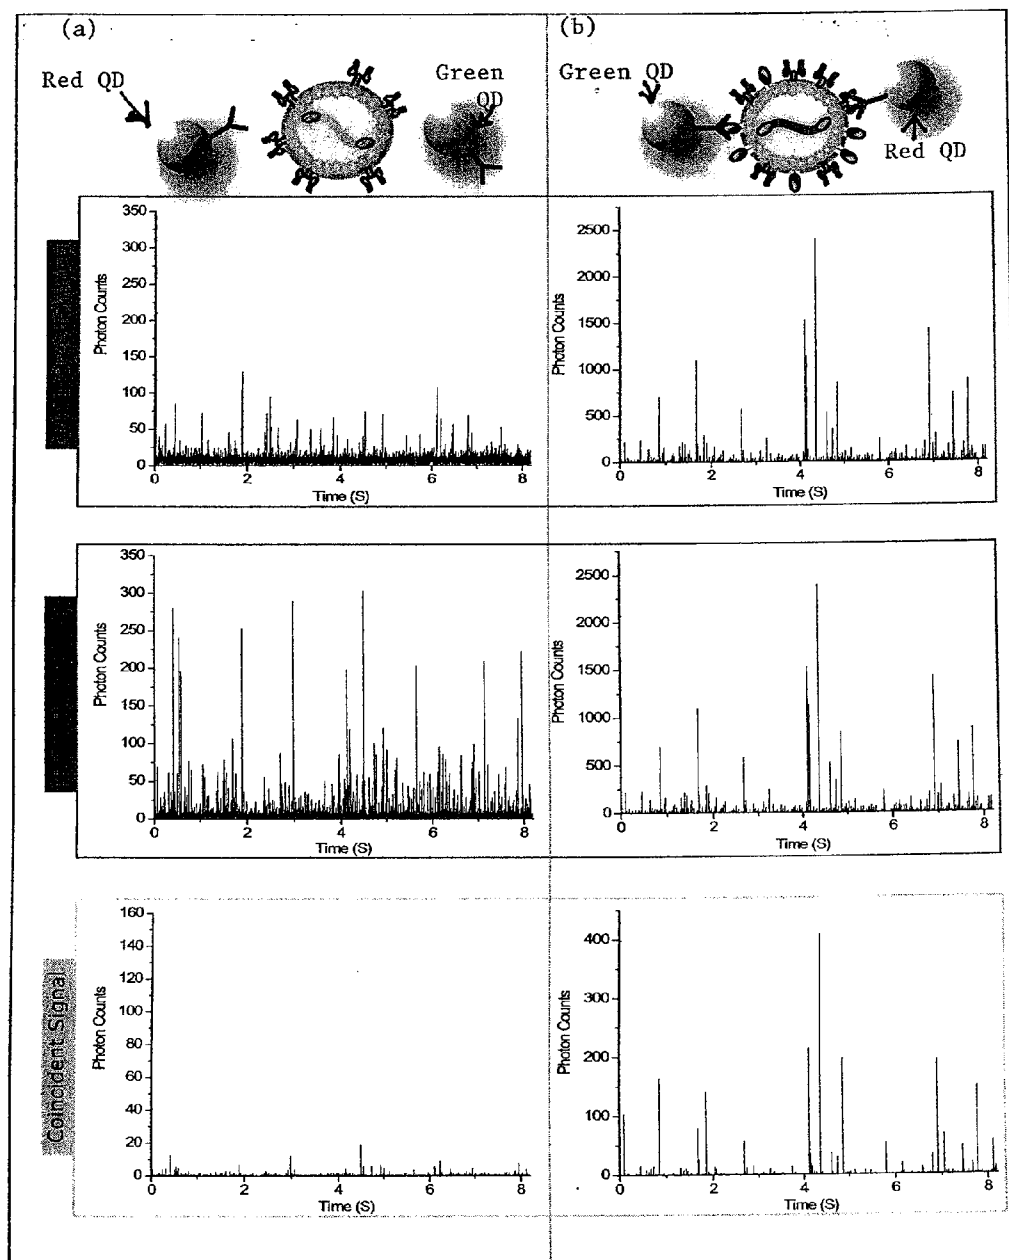 (a)
(b)
Red QD
Green
QD
Green QD
Red QD
350
300
250
200
150
100
50
0
Photon Counts
0 2 4 6 8
Time (S)
2500
2000
1500
1000
500
0
Photon Counts
0 2 4 6 8
Time (S)
350
300
250
200
150
100
50
0
Photon Counts
0 2 4 6 8
Time (S)
2500
2000
1500
1000
500
0
Photon Counts
0 2 4 6 8
Time (S)
Coincident Signal
160
140
120
100
80
60
40
20
0
Photon Counts
0 2 4 6 8
Time (S)
400
300
200
100
0
Photon Counts
0 2 4 6 8
Time (S)